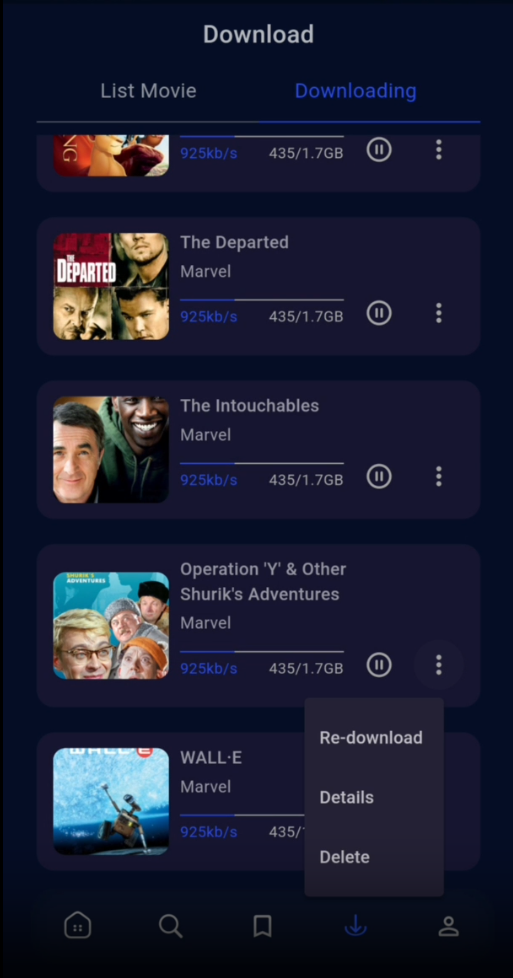 Download
List Movie
Downloading
NG
925kb/s
435/1.7GB
THE
DEPARTED
The Departed
Marvel
925kb/s
435/1.7GB
The Intouchables
Marvel
925kb/s
435/1.7GB
SHURIK'S
ADVENTURES
Operation 'Y' & Other
Shurik's Adventures
Marvel
925kb/s
435/1.7GB
WALL·E
WALL·E
Marvel
925kb/s
435/
Re-download
Details
Delete